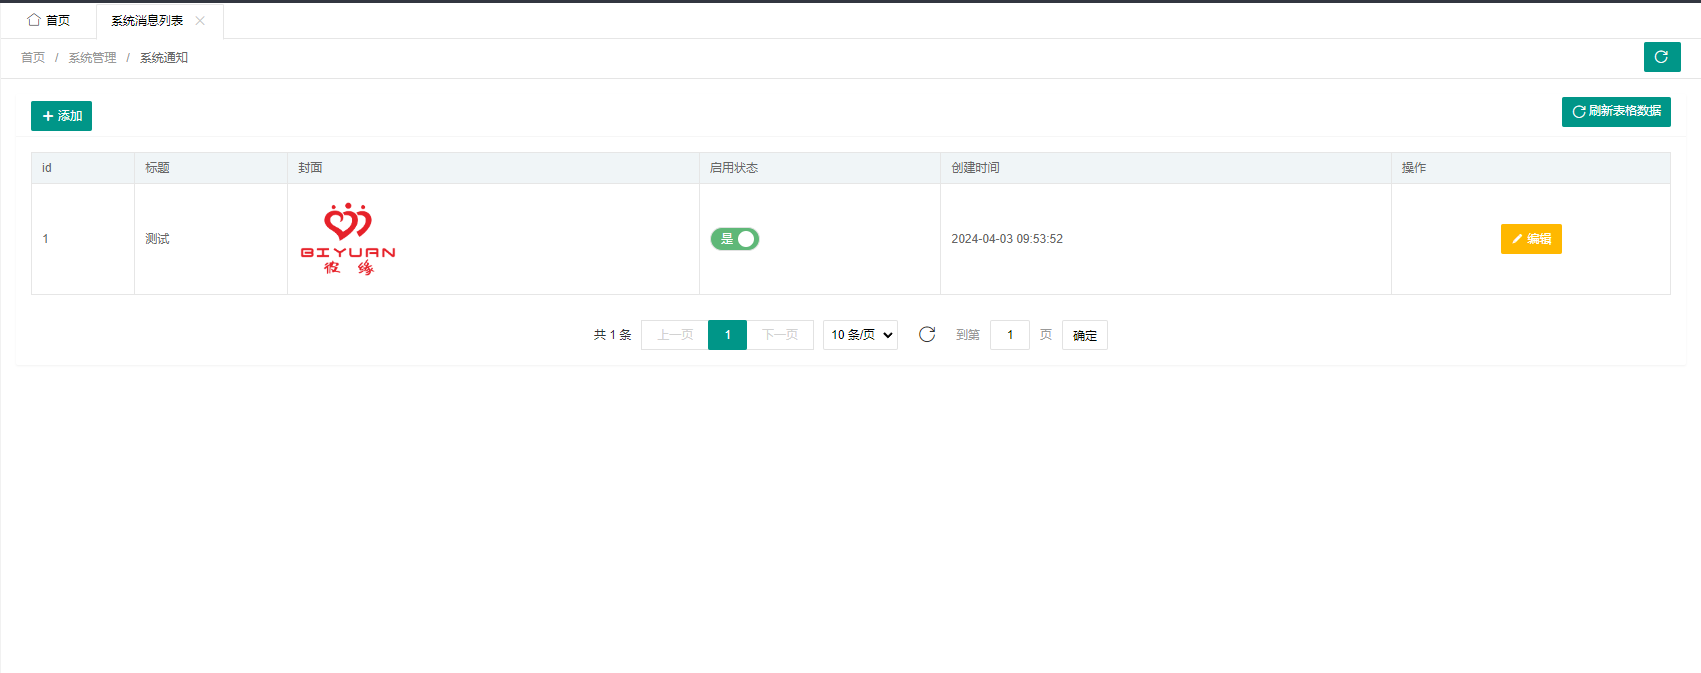 首页 系统消息列表
首页 / 系统管理 / 系统通知
添加 刷新表格数据
id 标题 封面 启用状态 创建时间 操作
BIYUAN
彼缘
1 测试 是 2024-04-03 09:53:52 编辑
共 1 条 上一页 1 下一页 10 条/页 到第 1 页 确定